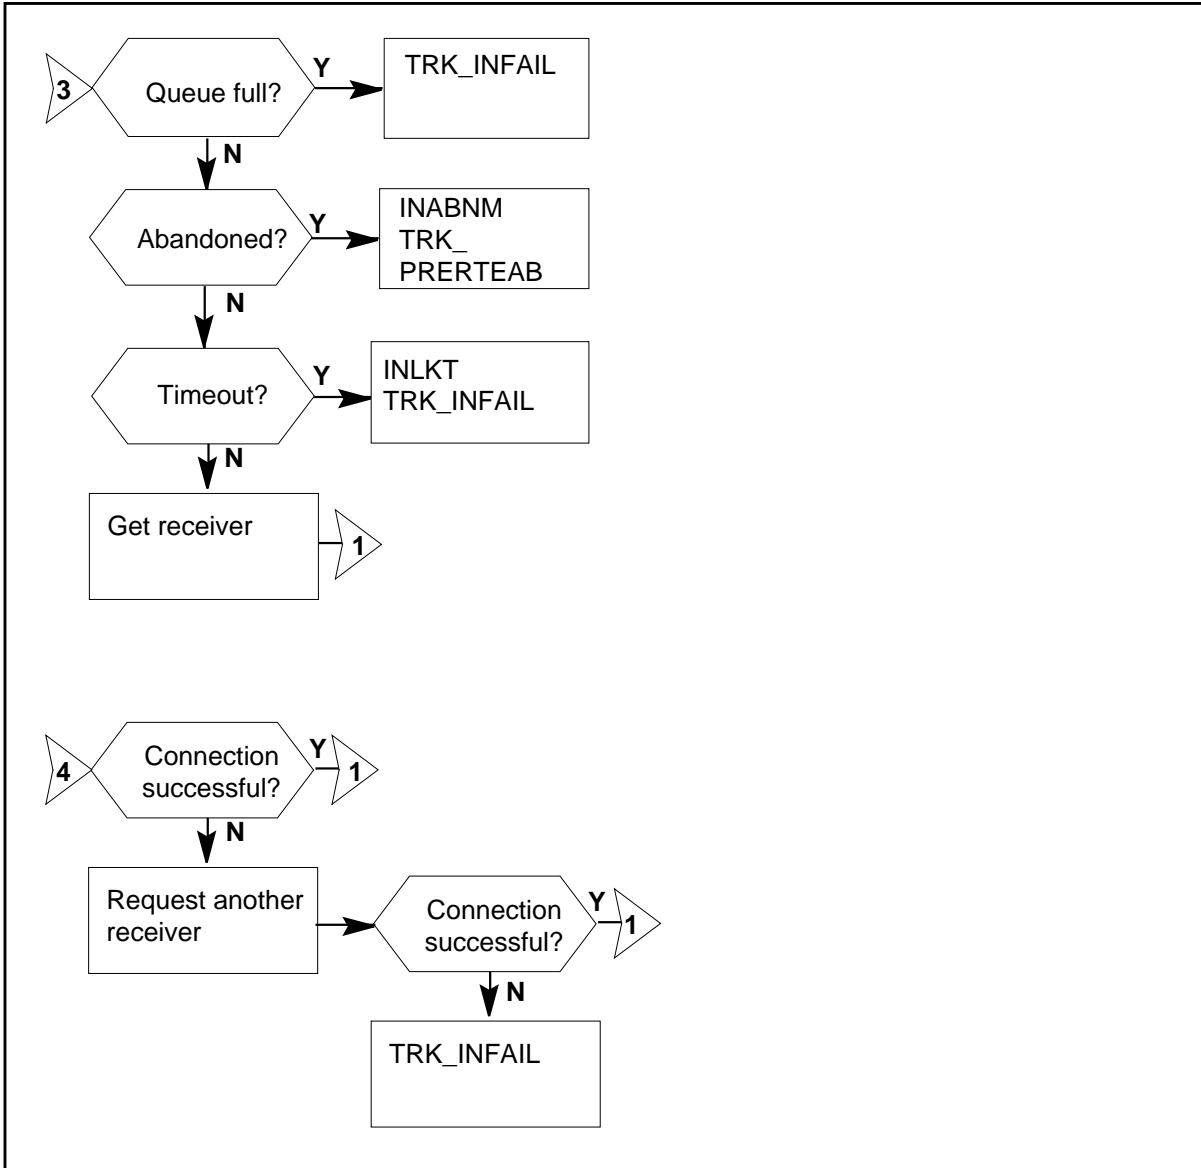 3
Queue full?
Y
TRK_INFAIL
N
Abandoned?
Y
INABNM
TRK_
PRERTEAB
N
Timeout?
Y
INLKT
TRK_INFAIL
N
Get receiver
1
4
Connection
successful?
Y
1
N
Request another
receiver
Connection
successful?
Y
1
N
TRK_INFAIL